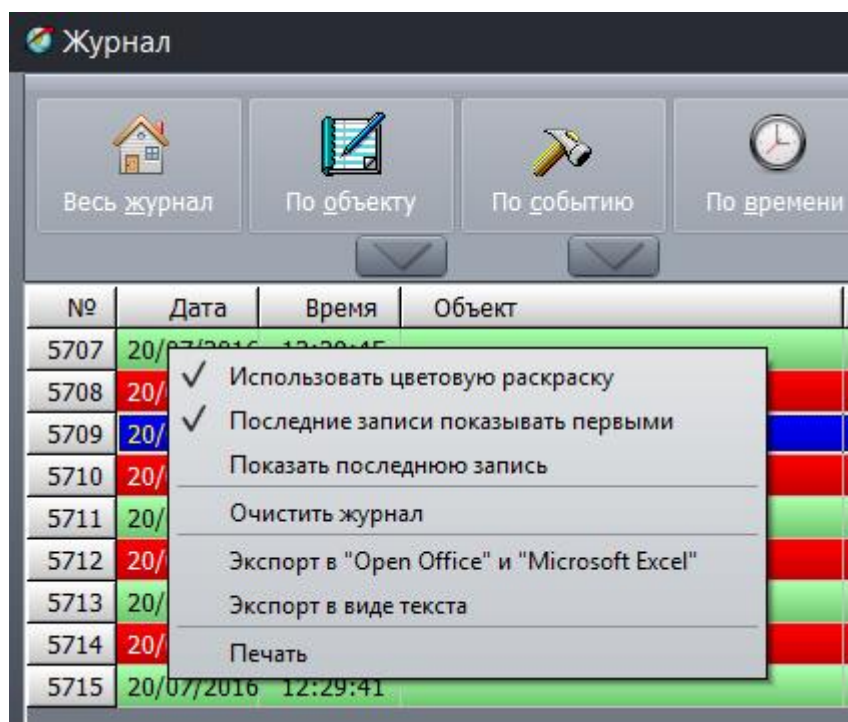 Журнал
Весь журнал По объекту По событию По времени
№ Дата Время Объект
5707
5708 20/
5709 20/
5710 20/
5711 20/
5712 20/
5713 20/
5714 20/
5715 20/07/2016 12:29:41
Использовать цветовую раскраску
Последние записи показывать первыми
Показать последнюю запись
Очистить журнал
Экспорт в "Open Office" и "Microsoft Excel"
Экспорт в виде текста
Печать